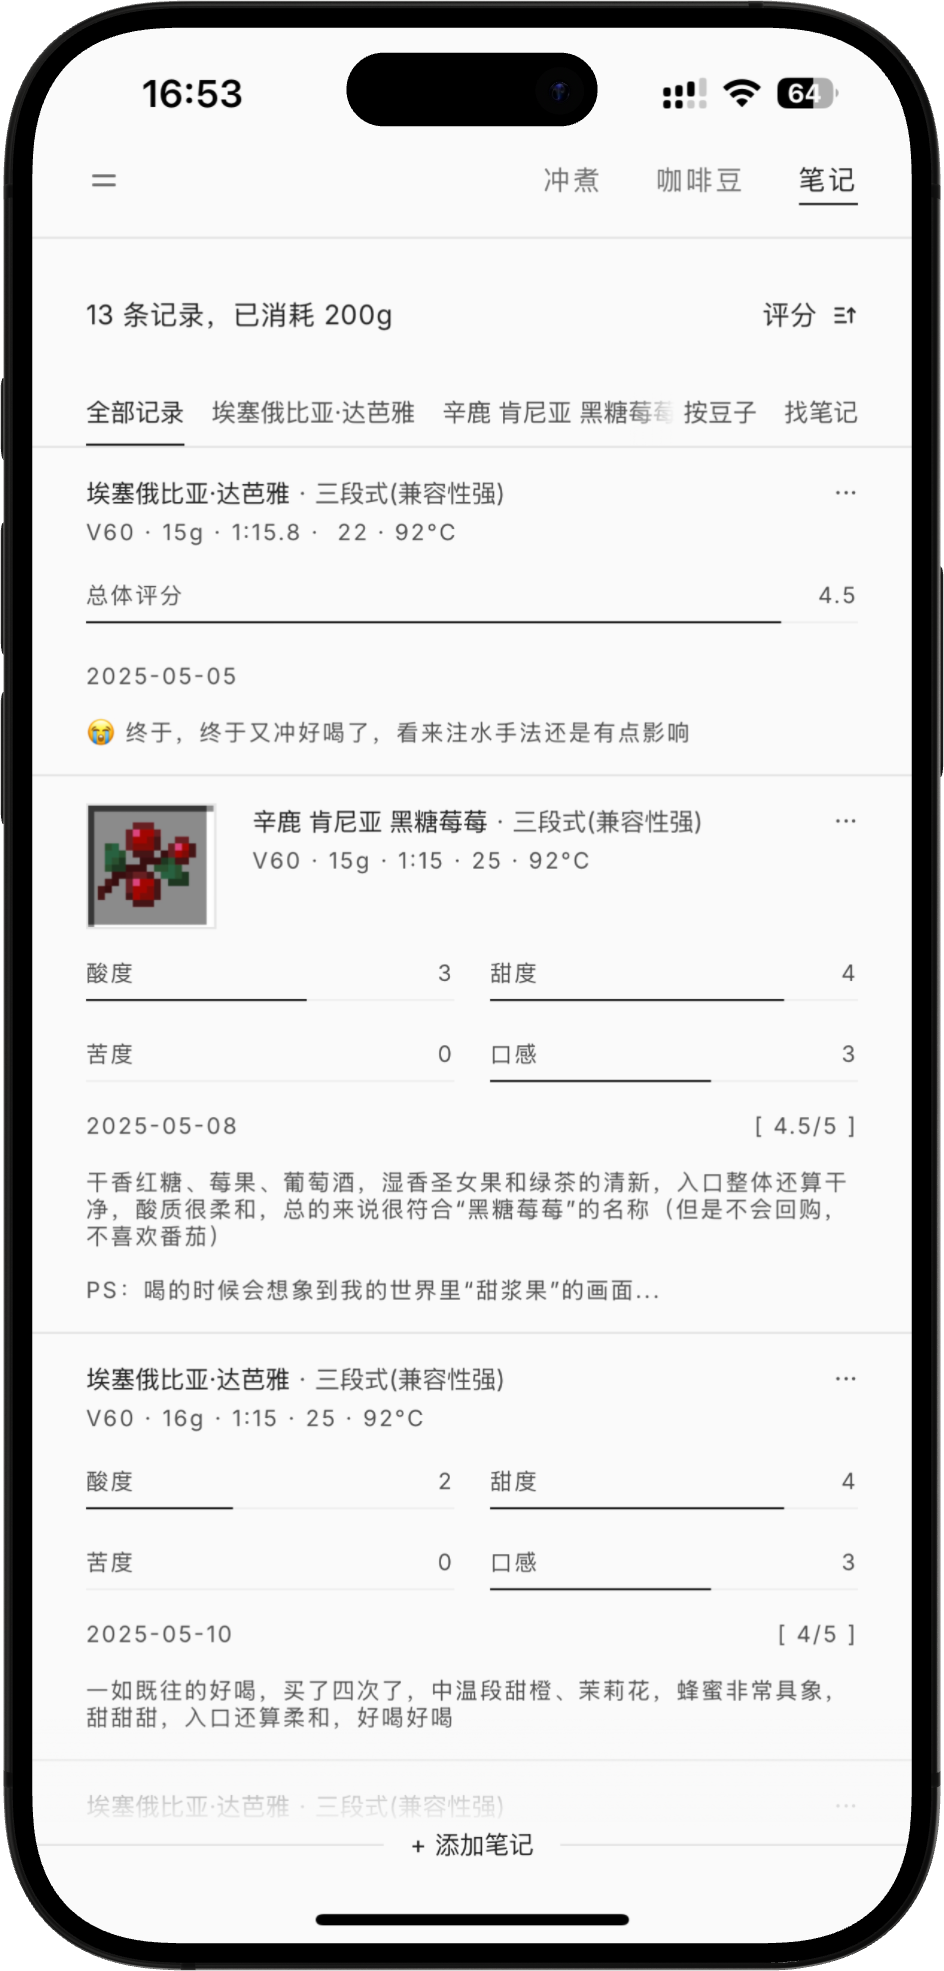 16:53
64
冲煮 咖啡豆 笔记
13 条记录，已消耗 200g 评分
全部记录 埃塞俄比亚·达芭雅 辛鹿 肯尼亚 黑糖莓莓 按豆子 找笔记
埃塞俄比亚·达芭雅 · 三段式(兼容性强) ···
V60 · 15g · 1:15.8 · 22 · 92°C
总体评分 4.5
2025-05-05
😭 终于，终于又冲好喝了，看来注水手法还是有点影响
辛鹿 肯尼亚 黑糖莓莓 · 三段式(兼容性强) ···
V60 · 15g · 1:15 · 25 · 92°C
酸度 3 甜度 4
苦度 0 口感 3
2025-05-08 [ 4.5/5 ]
干香红糖、莓果、葡萄酒，湿香圣女果和绿茶的清新，入口整体还算干
净，酸质很柔和，总的来说很符合“黑糖莓莓”的名称（但是不会回购，
不喜欢番茄）
PS：喝的时候会想象到我的世界里“甜浆果”的画面...
埃塞俄比亚·达芭雅 · 三段式(兼容性强) ···
V60 · 16g · 1:15 · 25 · 92°C
酸度 2 甜度 4
苦度 0 口感 3
2025-05-10 [ 4/5 ]
一如既往的好喝，买了四次了，中温段甜橙、茉莉花，蜂蜜非常具象，
甜甜甜，入口还算柔和，好喝好喝
埃塞俄比亚·达芭雅 · 三段式(兼容性强) ···
+ 添加笔记